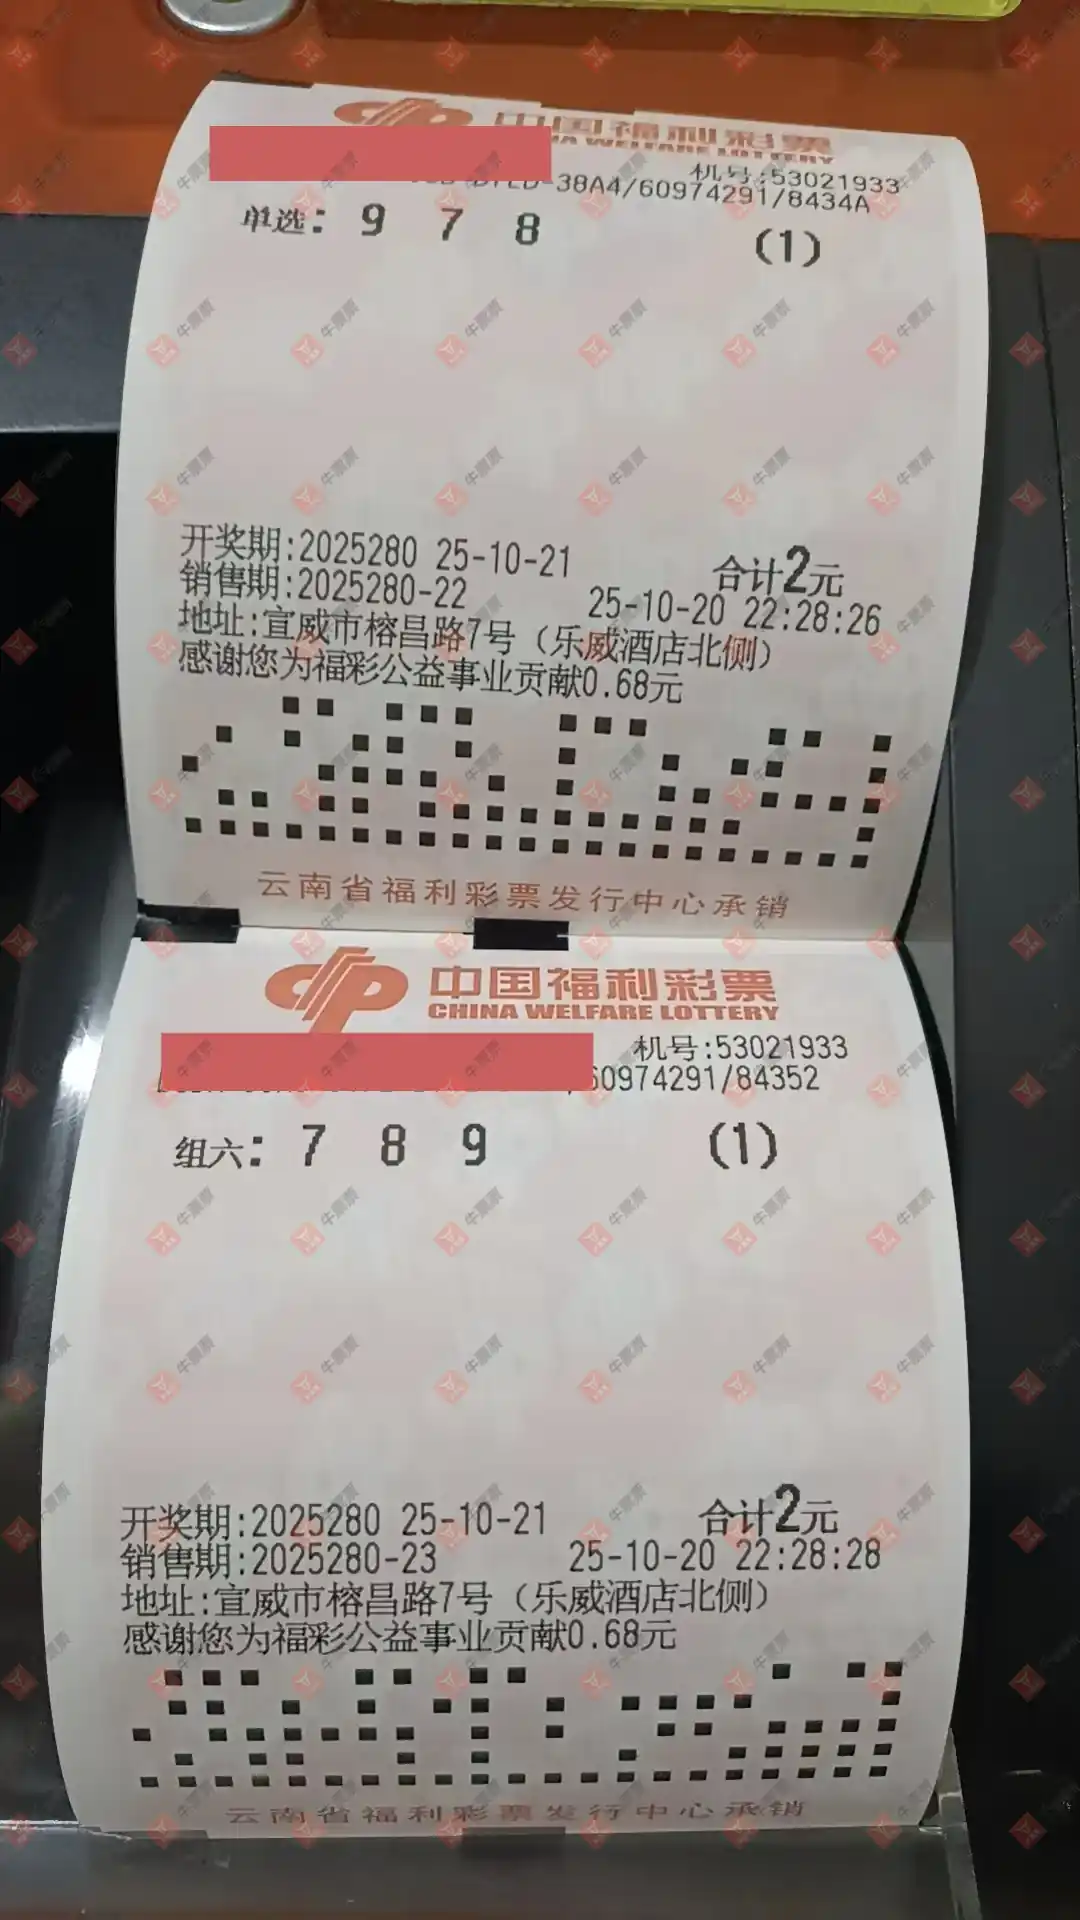 中国福利彩票
CHINA WELFARE LOTTERY
机号:53021933
-38A4/60974291/8434A
单选: 9 7 8 (1)
开奖期:2025280 25-10-21 合计2元
销售期:2025280-22 25-10-20 22:28:26
地址:宣威市榕昌路7号（乐威酒店北侧）
感谢您为福彩公益事业贡献0.68元
云南省福利彩票发行中心承销
中国福利彩票
CHINA WELFARE LOTTERY
机号:53021933
60974291/84352
组六: 7 8 9 (1)
开奖期:2025280 25-10-21 合计2元
销售期:2025280-23 25-10-20 22:28:28
地址:宣威市榕昌路7号（乐威酒店北侧）
感谢您为福彩公益事业贡献0.68元
云南省福利彩票发行中心承销
牛票票